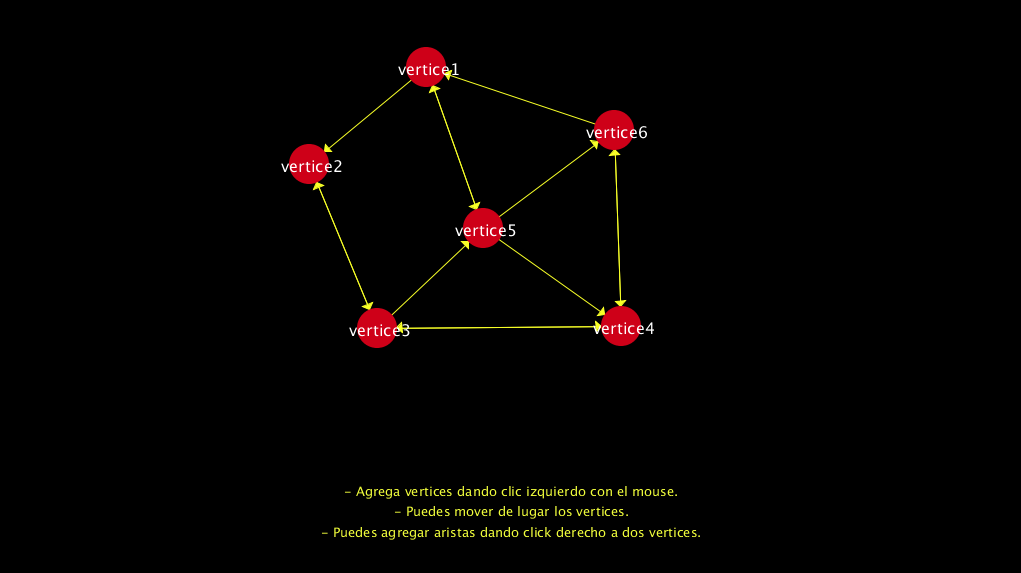 vertice1
vertice6
vertice2
vertice5
vertice3
vertice4
- Agrega vertices dando clic izquierdo con el mouse.
- Puedes mover de lugar los vertices.
- Puedes agregar aristas dando click derecho a dos vertices.